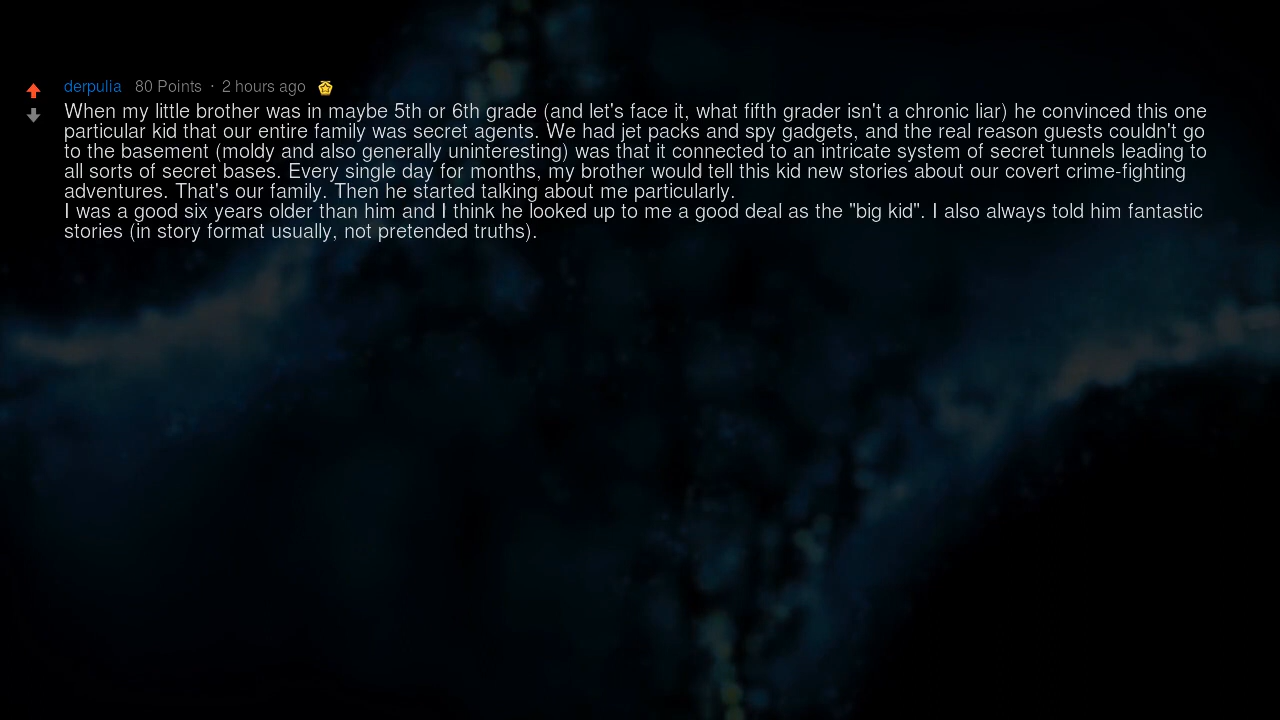 derpulia 80 Points · 2 hours ago
When my little brother was in maybe 5th or 6th grade (and let's face it, what fifth grader isn't a chronic liar) he convinced this one
particular kid that our entire family was secret agents. We had jet packs and spy gadgets, and the real reason guests couldn't go
to the basement (moldy and also generally uninteresting) was that it connected to an intricate system of secret tunnels leading to
all sorts of secret bases. Every single day for months, my brother would tell this kid new stories about our covert crime-fighting
adventures. That's our family. Then he started talking about me particularly.
I was a good six years older than him and I think he looked up to me a good deal as the "big kid". I also always told him fantastic
stories (in story format usually, not pretended truths).